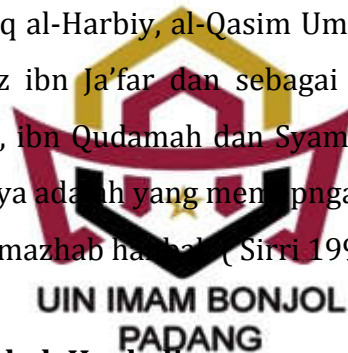 q al-Harbiy, al-Qasim Um
z ibn Ja'far dan sebagai
, ibn Qudamah dan Syam
ya adalah yang
mazhab ( Sirri 199
UIN IMAM BONJOL
PADANG